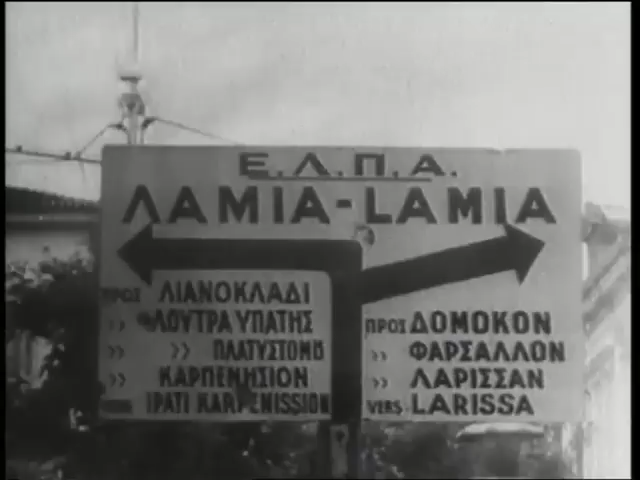 Ε.Λ.Π.Α.
ΛΑΜΙΑ-LAMIA
ΠΡΟΣ ΛΙΑΝΟΚΛΑΔΙ
» ΛΟΥΤΡΑ ΥΠΑΤΗΣ
» » ΠΛΑΤΥΣΤΟΜΟ
» ΚΑΡΠΕΝΗΣΙΟΝ
IPATI KARPENISSION
ΠΡΟΣ ΔΟΜΟΚΟΝ
» ΦΑΡΣΑΛΛΟΝ
» ΛΑΡΙΣΣΑΝ
VERS LARISSA